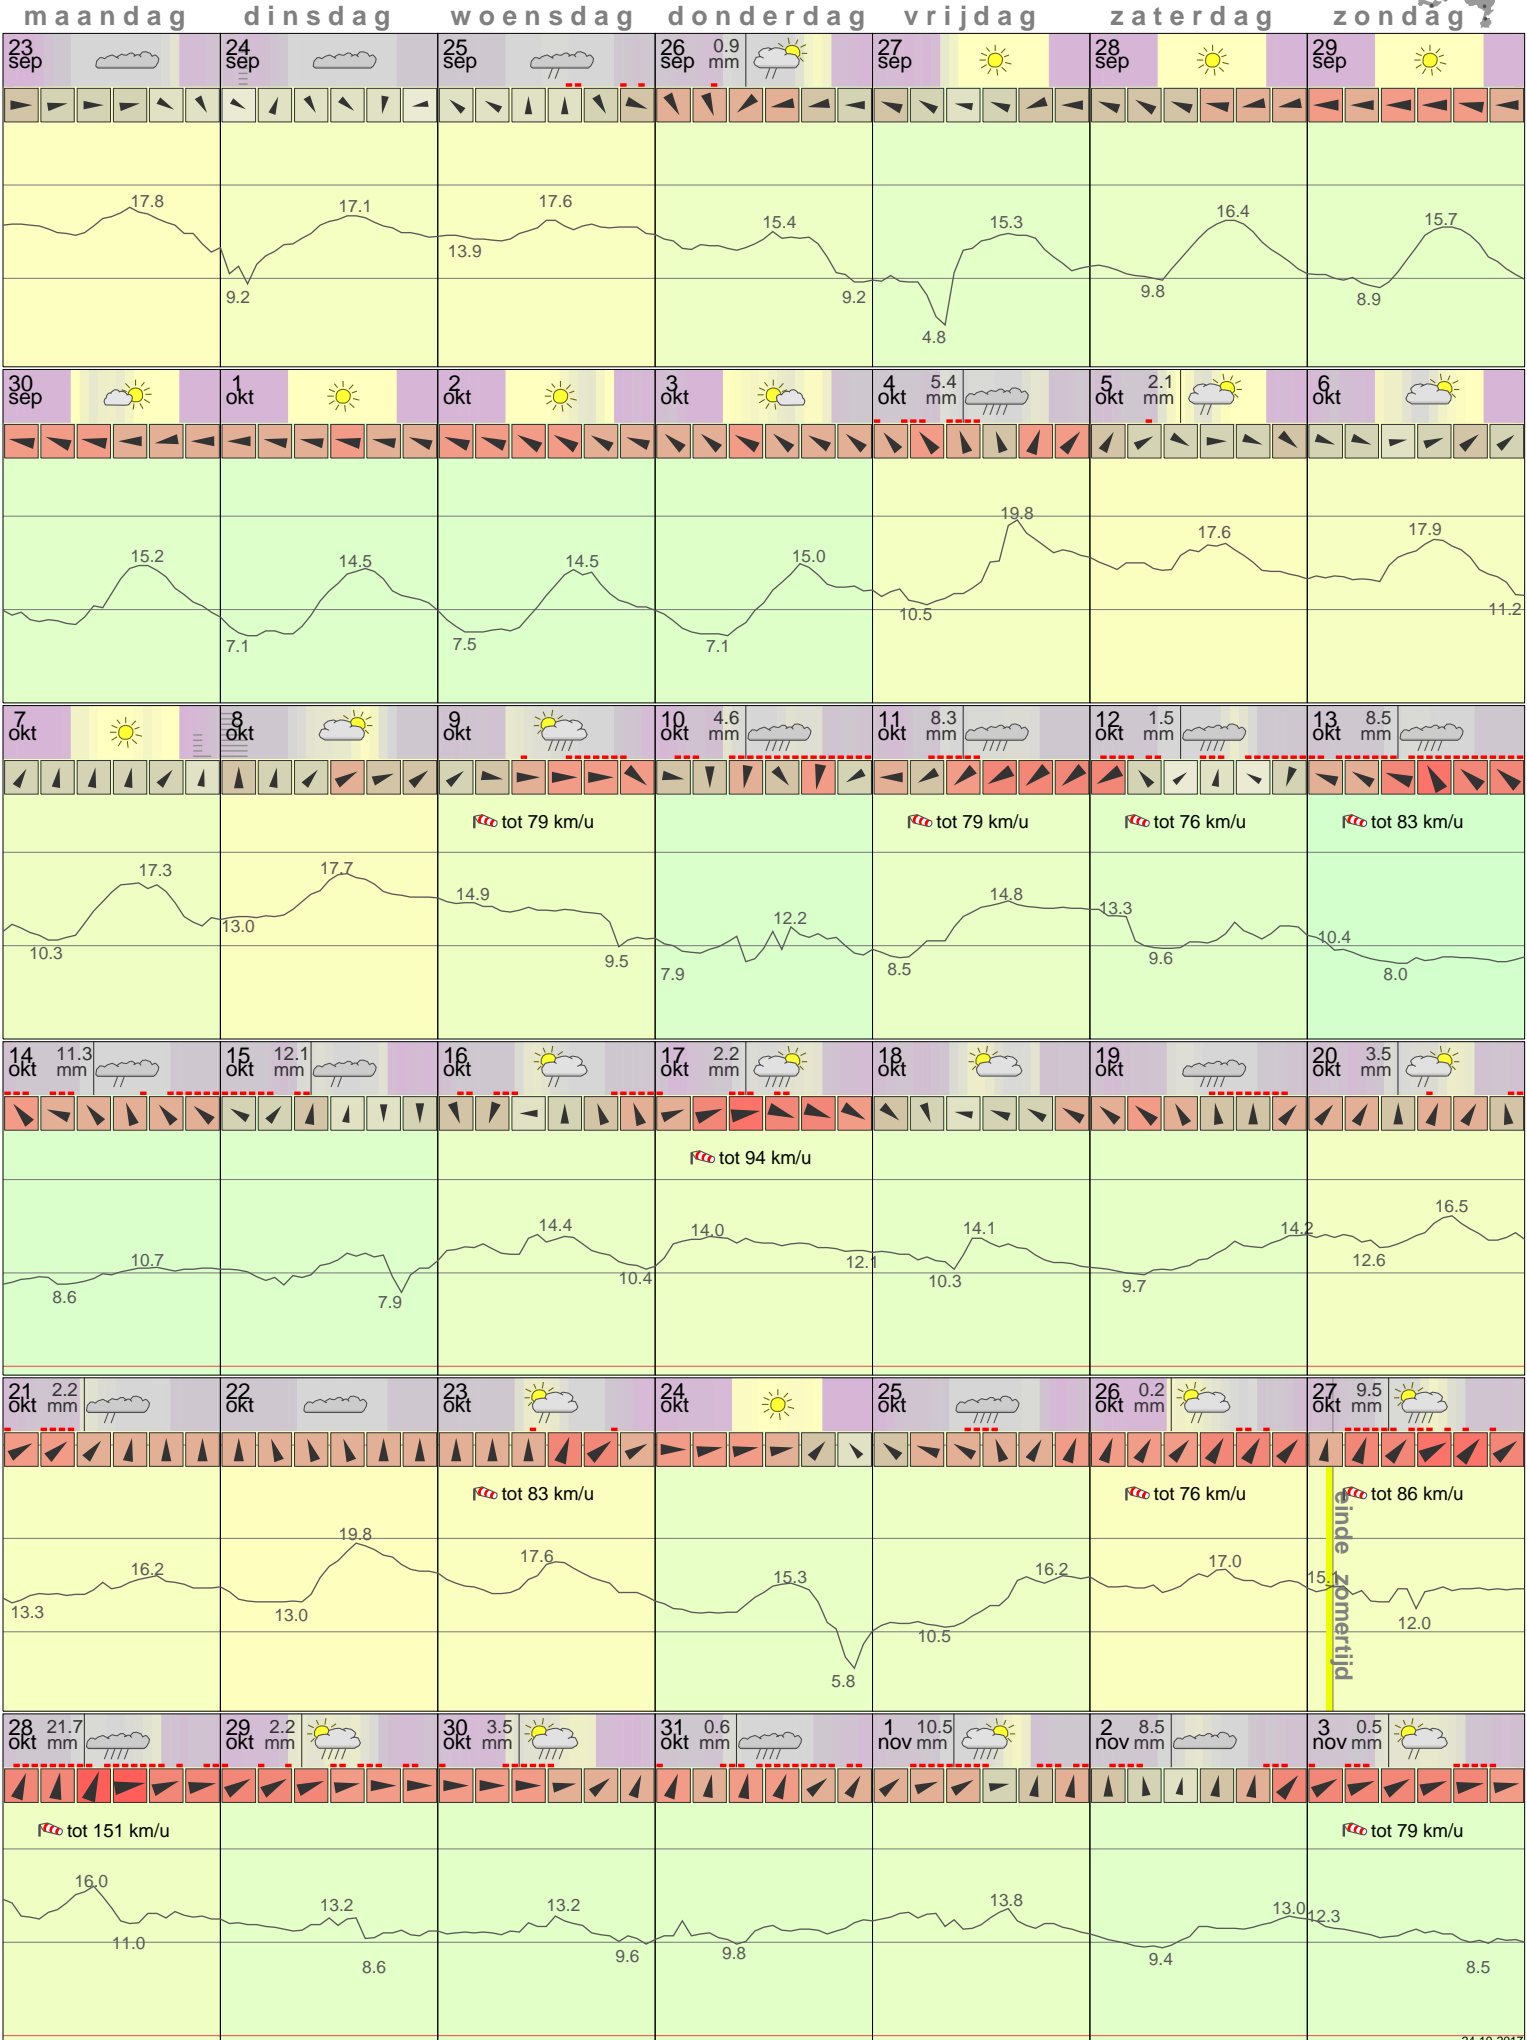 maandag dinsdag woensdag donderdag vrijdag zaterdag zondag
23 sep 24 sep 25 sep 26 sep 0.9 mm 27 sep 28 sep 29 sep
17.8 9.2 17.1 13.9 17.6 15.4 9.2 4.8 15.3 9.8 16.4 8.9 15.7
30 sep 1 okt 2 okt 3 okt 4 okt 5.4 mm 5 okt 2.1 mm 6 okt
15.2 7.1 14.5 7.5 14.5 7.1 15.0 10.5 19.8 17.6 17.9 11.2
7 okt 8 okt 9 okt 10 okt 4.6 mm 11 okt 8.3 mm 12 okt 1.5 mm 13 okt 8.5 mm
tot 79 km/u tot 79 km/u tot 76 km/u tot 83 km/u
10.3 17.3 13.0 17.7 14.9 9.5 7.9 12.2 8.5 14.8 13.3 9.6 10.4 8.0
14 okt 11.3 mm 15 okt 12.1 mm 16 okt 17 okt 2.2 mm 18 okt 19 okt 20 okt 3.5 mm
tot 94 km/u
8.6 10.7 7.9 14.4 10.4 14.0 12.1 10.3 14.1 9.7 14.2 12.6 16.5
21 okt 2.2 mm 22 okt 23 okt 24 okt 25 okt 26 okt 0.2 mm 27 okt 9.5 mm
tot 83 km/u tot 76 km/u tot 86 km/u
einde zomertijd
13.3 16.2 13.0 19.8 17.6 15.3 5.8 10.5 16.2 17.0 15.1 12.0
28 okt 21.7 mm 29 okt 2.2 mm 30 okt 3.5 mm 31 okt 0.6 mm 1 nov 10.5 mm 2 nov 8.5 mm 3 nov 0.5 mm
tot 151 km/u tot 79 km/u
16.0 11.0 13.2 8.6 13.2 9.6 9.8 13.8 9.4 13.0 12.3 8.5